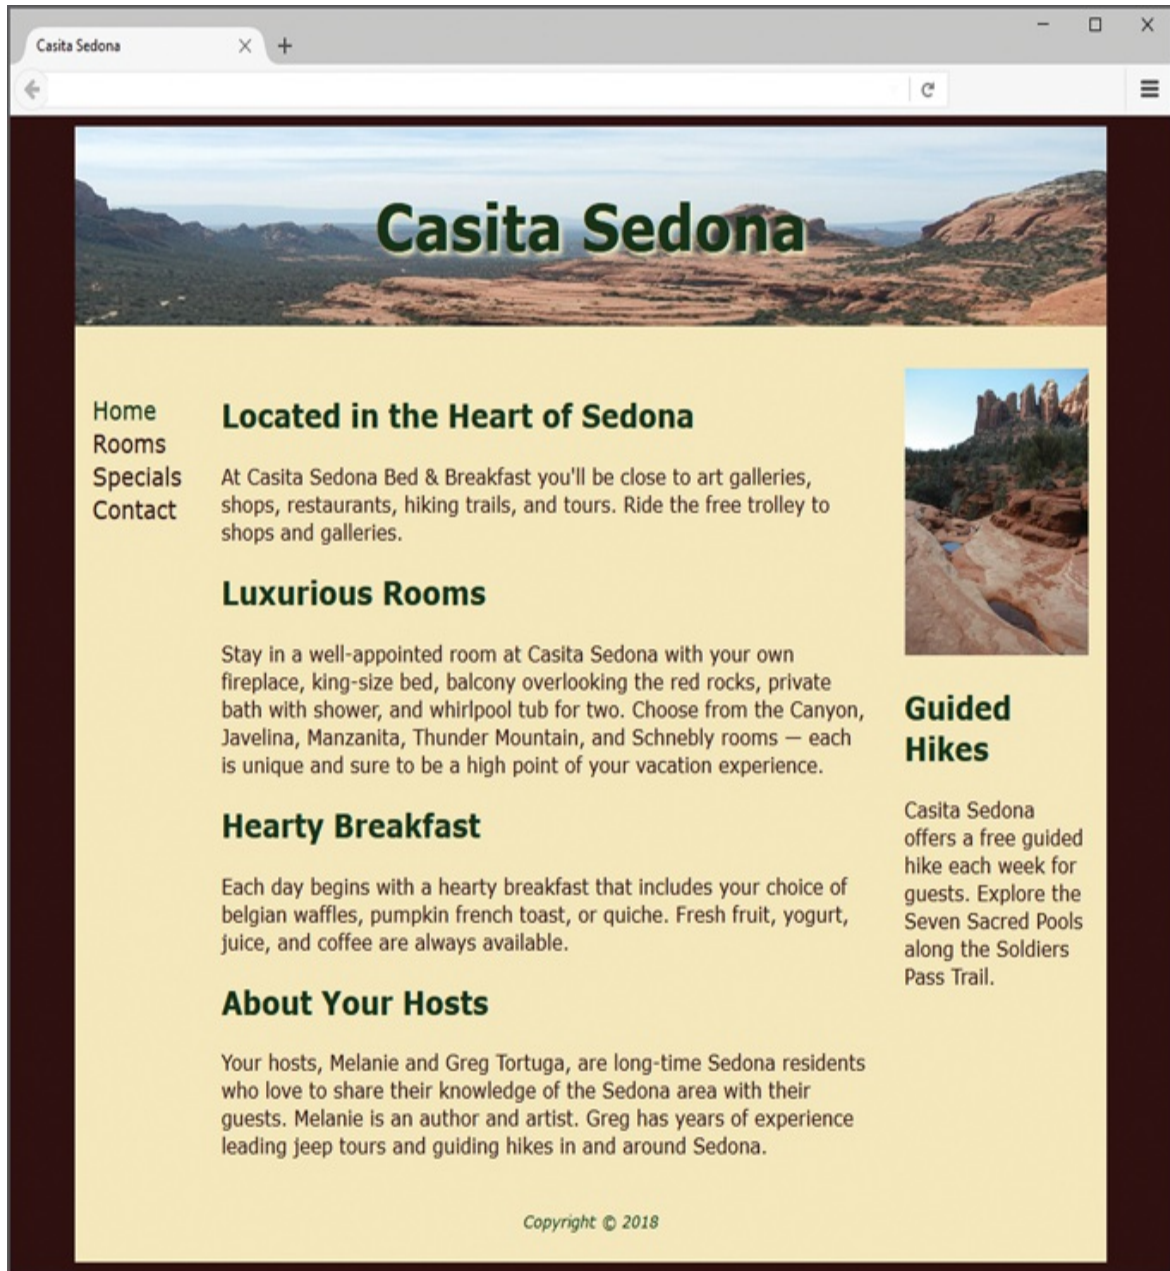 Casita Sedona
Casita Sedona
Home
Rooms
Specials
Contact
Located in the Heart of Sedona
At Casita Sedona Bed & Breakfast you'll be close to art galleries,
shops, restaurants, hiking trails, and tours. Ride the free trolley to
shops and galleries.
Luxurious Rooms
Stay in a well-appointed room at Casita Sedona with your own
fireplace, king-size bed, balcony overlooking the red rocks, private
bath with shower, and whirlpool tub for two. Choose from the Canyon,
Javelina, Manzanita, Thunder Mountain, and Schnebly rooms — each
is unique and sure to be a high point of your vacation experience.
Hearty Breakfast
Each day begins with a hearty breakfast that includes your choice of
belgian waffles, pumpkin french toast, or quiche. Fresh fruit, yogurt,
juice, and coffee are always available.
About Your Hosts
Your hosts, Melanie and Greg Tortuga, are long-time Sedona residents
who love to share their knowledge of the Sedona area with their
guests. Melanie is an author and artist. Greg has years of experience
leading jeep tours and guiding hikes in and around Sedona.
Guided
Hikes
Casita Sedona
offers a free guided
hike each week for
guests. Explore the
Seven Sacred Pools
along the Soldiers
Pass Trail.
Copyright © 2018